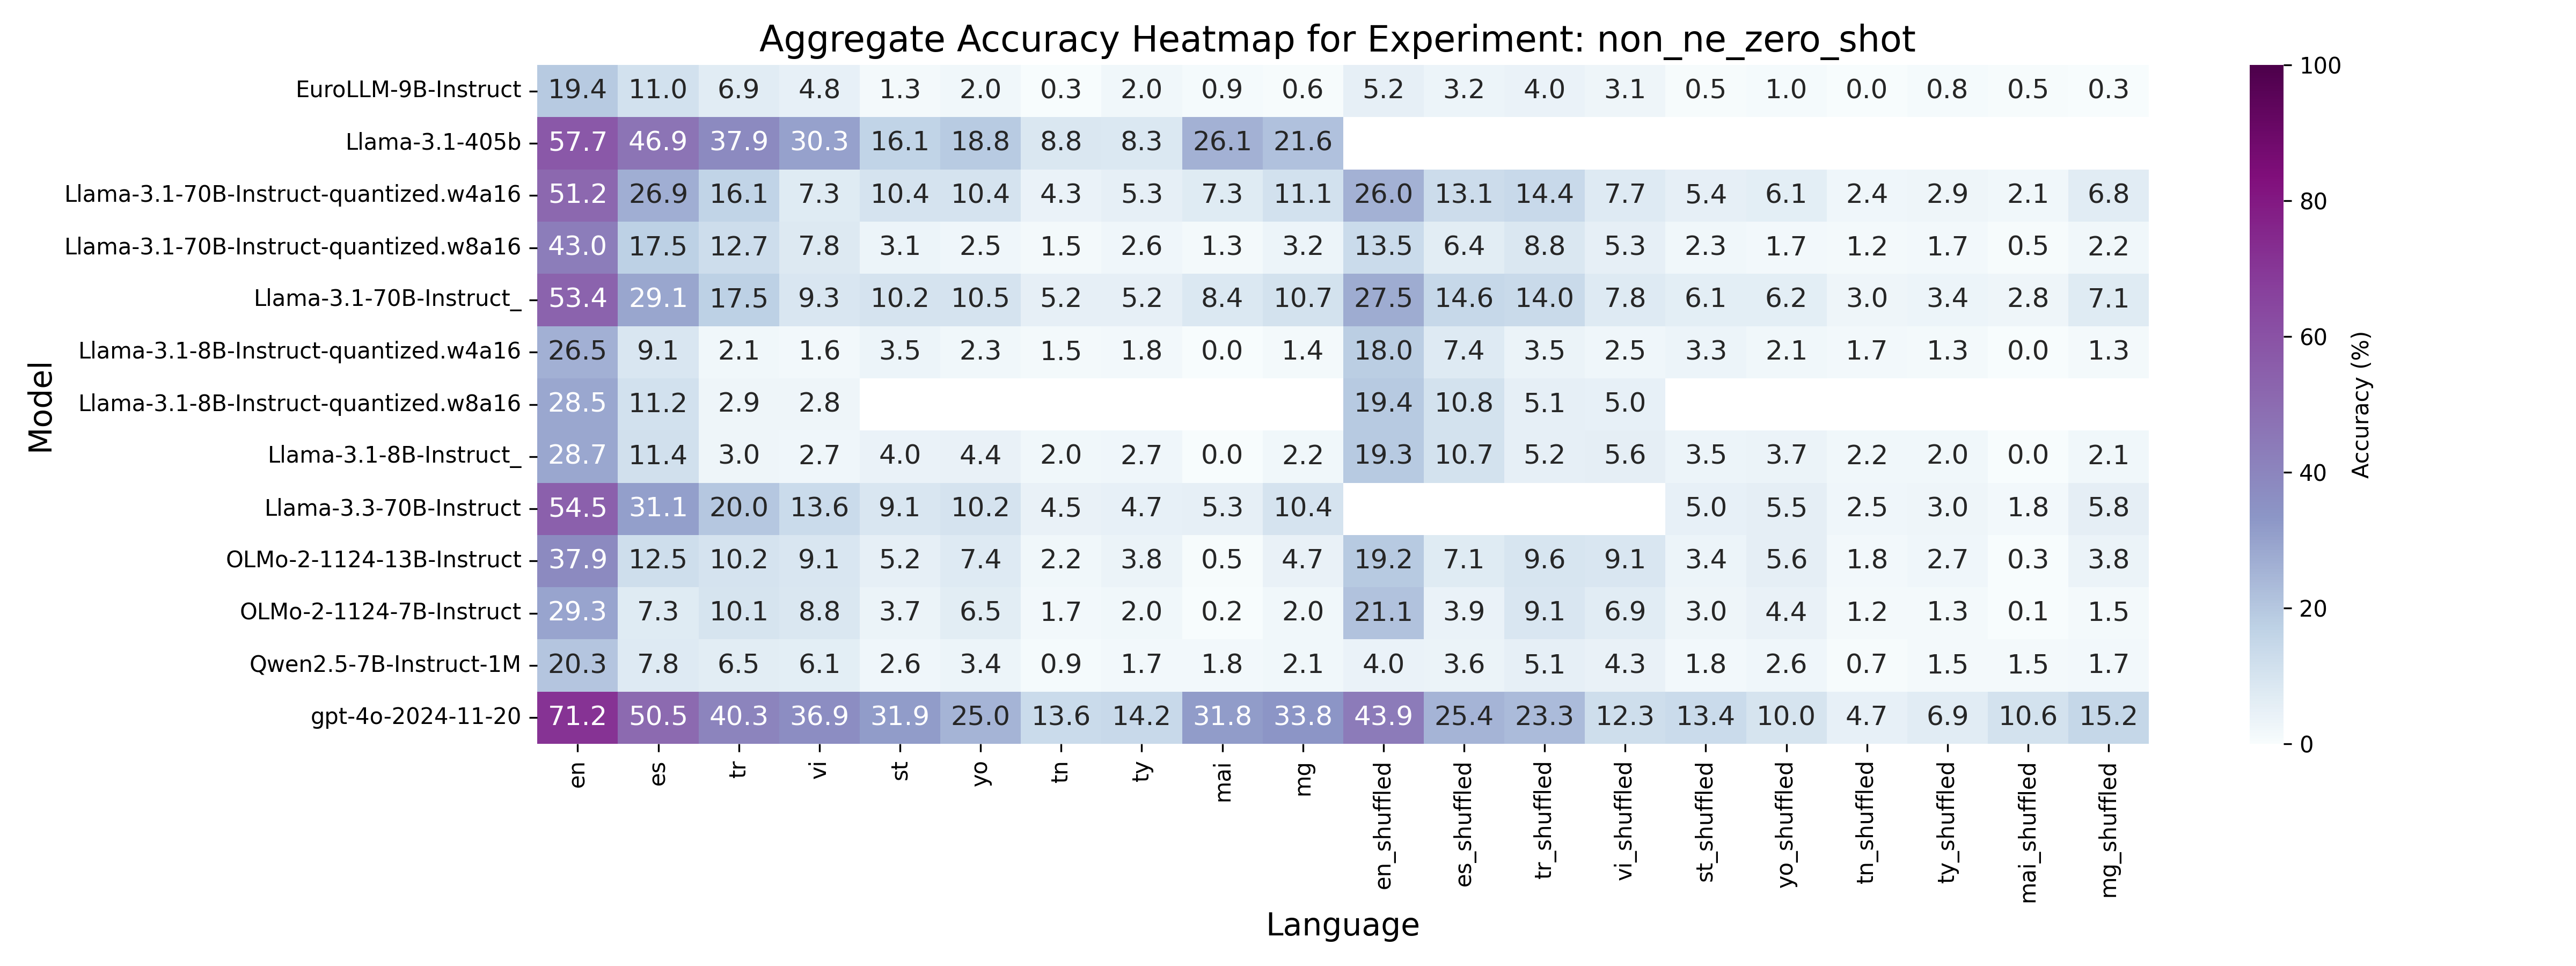 Aggregate Accuracy Heatmap for Experiment: non_ne_zero_shot
Model
EuroLLM-9B-Instruct 19.4 11.0 6.9 4.8 1.3 2.0 0.3 2.0 0.9 0.6 5.2 3.2 4.0 3.1 0.5 1.0 0.0 0.8 0.5 0.3
Llama-3.1-405b 57.7 46.9 37.9 30.3 16.1 18.8 8.8 8.3 26.1 21.6
Llama-3.1-70B-Instruct-quantized.w4a16 51.2 26.9 16.1 7.3 10.4 10.4 4.3 5.3 7.3 11.1 26.0 13.1 14.4 7.7 5.4 6.1 2.4 2.9 2.1 6.8
Llama-3.1-70B-Instruct-quantized.w8a16 43.0 17.5 12.7 7.8 3.1 2.5 1.5 2.6 1.3 3.2 13.5 6.4 8.8 5.3 2.3 1.7 1.2 1.7 0.5 2.2
Llama-3.1-70B-Instruct_ 53.4 29.1 17.5 9.3 10.2 10.5 5.2 5.2 8.4 10.7 27.5 14.6 14.0 7.8 6.1 6.2 3.0 3.4 2.8 7.1
Llama-3.1-8B-Instruct-quantized.w4a16 26.5 9.1 2.1 1.6 3.5 2.3 1.5 1.8 0.0 1.4 18.0 7.4 3.5 2.5 3.3 2.1 1.7 1.3 0.0 1.3
Llama-3.1-8B-Instruct-quantized.w8a16 28.5 11.2 2.9 2.8 19.4 10.8 5.1 5.0
Llama-3.1-8B-Instruct_ 28.7 11.4 3.0 2.7 4.0 4.4 2.0 2.7 0.0 2.2 19.3 10.7 5.2 5.6 3.5 3.7 2.2 2.0 0.0 2.1
Llama-3.3-70B-Instruct 54.5 31.1 20.0 13.6 9.1 10.2 4.5 4.7 5.3 10.4 5.0 5.5 2.5 3.0 1.8 5.8
OLMo-2-1124-13B-Instruct 37.9 12.5 10.2 9.1 5.2 7.4 2.2 3.8 0.5 4.7 19.2 7.1 9.6 9.1 3.4 5.6 1.8 2.7 0.3 3.8
OLMo-2-1124-7B-Instruct 29.3 7.3 10.1 8.8 3.7 6.5 1.7 2.0 0.2 2.0 21.1 3.9 9.1 6.9 3.0 4.4 1.2 1.3 0.1 1.5
Qwen2.5-7B-Instruct-1M 20.3 7.8 6.5 6.1 2.6 3.4 0.9 1.7 1.8 2.1 4.0 3.6 5.1 4.3 1.8 2.6 0.7 1.5 1.5 1.7
gpt-4o-2024-11-20 71.2 50.5 40.3 36.9 31.9 25.0 13.6 14.2 31.8 33.8 43.9 25.4 23.3 12.3 13.4 10.0 4.7 6.9 10.6 15.2
en es tr vi st yo tn ty mai mg en_shuffled es_shuffled tr_shuffled vi_shuffled st_shuffled yo_shuffled tn_shuffled ty_shuffled mai_shuffled mg_shuffled
Language
100
80
60
40
20
0
Accuracy (%)